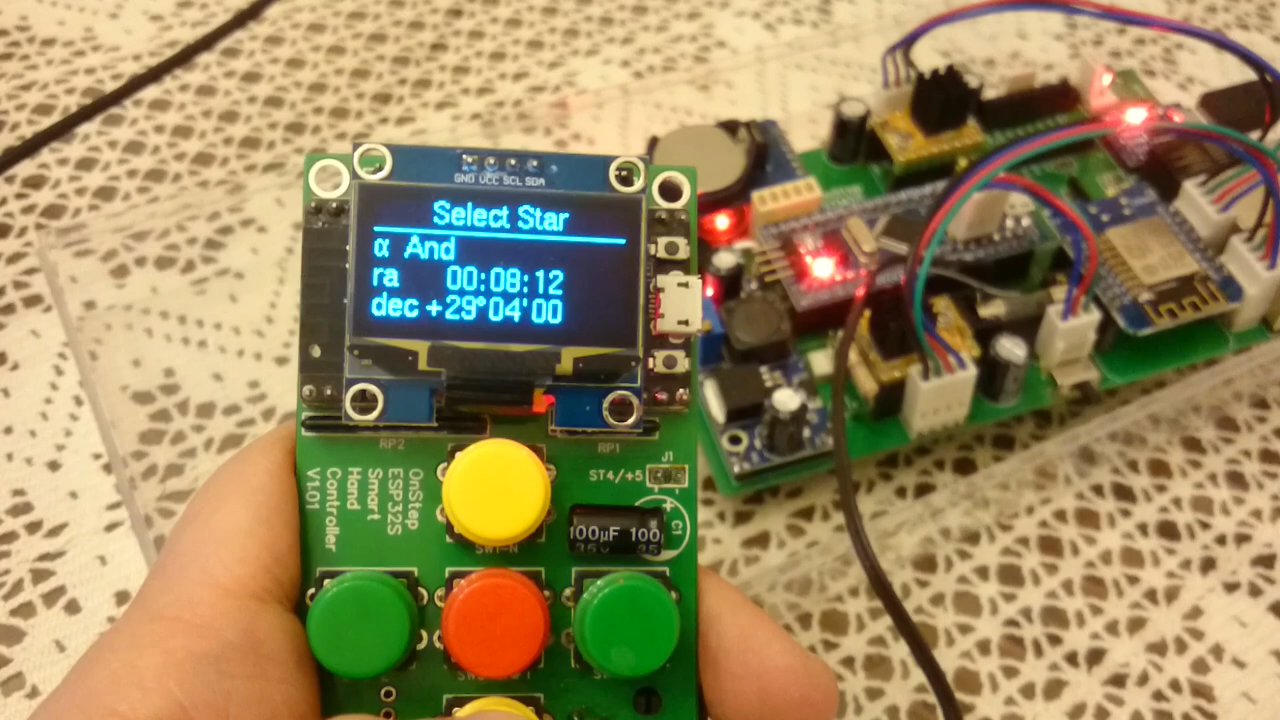 GND VCC SCL SDA
Select Star
α And
ra 00:08:12
dec +29°04'00
RP2
RP1
J1
ST4/+5
OnStep
ESP32S
Smart
Hand
Controller
V1.01
+
C1
100µF 100
35V 35